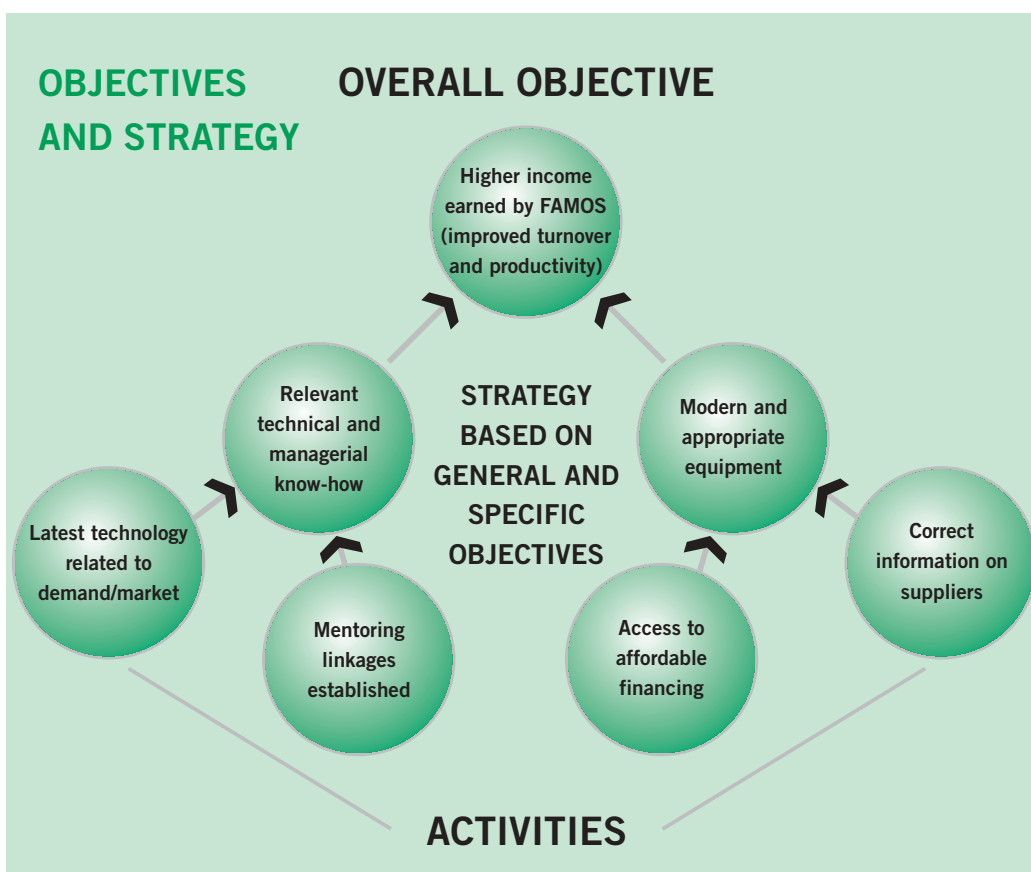 OBJECTIVES
AND STRATEGY
OVERALL OBJECTIVE
Higher income
earned by FAMOS
(improved turnover
and productivity)
Relevant
technical and
managerial
know-how
STRATEGY
BASED ON
GENERAL AND
SPECIFIC
OBJECTIVES
Modern and
appropriate
equipment
Latest technology
related to
demand/market
Mentoring
linkages
established
Access to
affordable
financing
Correct
information on
suppliers
ACTIVITIES